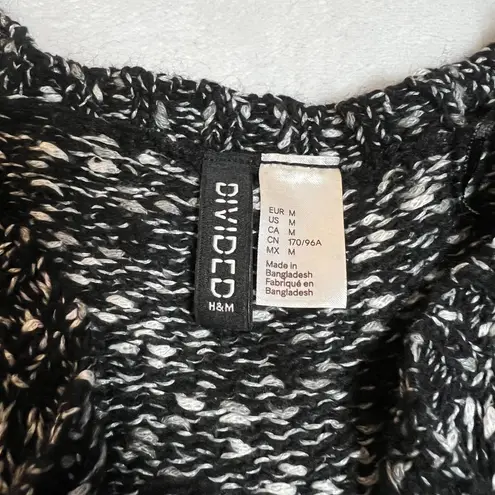 DIVIDED
H&M
EUR M
US M
CA M
CN 170/96A
MX M
Made in
Bangladesh
Fabriqué en
Bangladesh